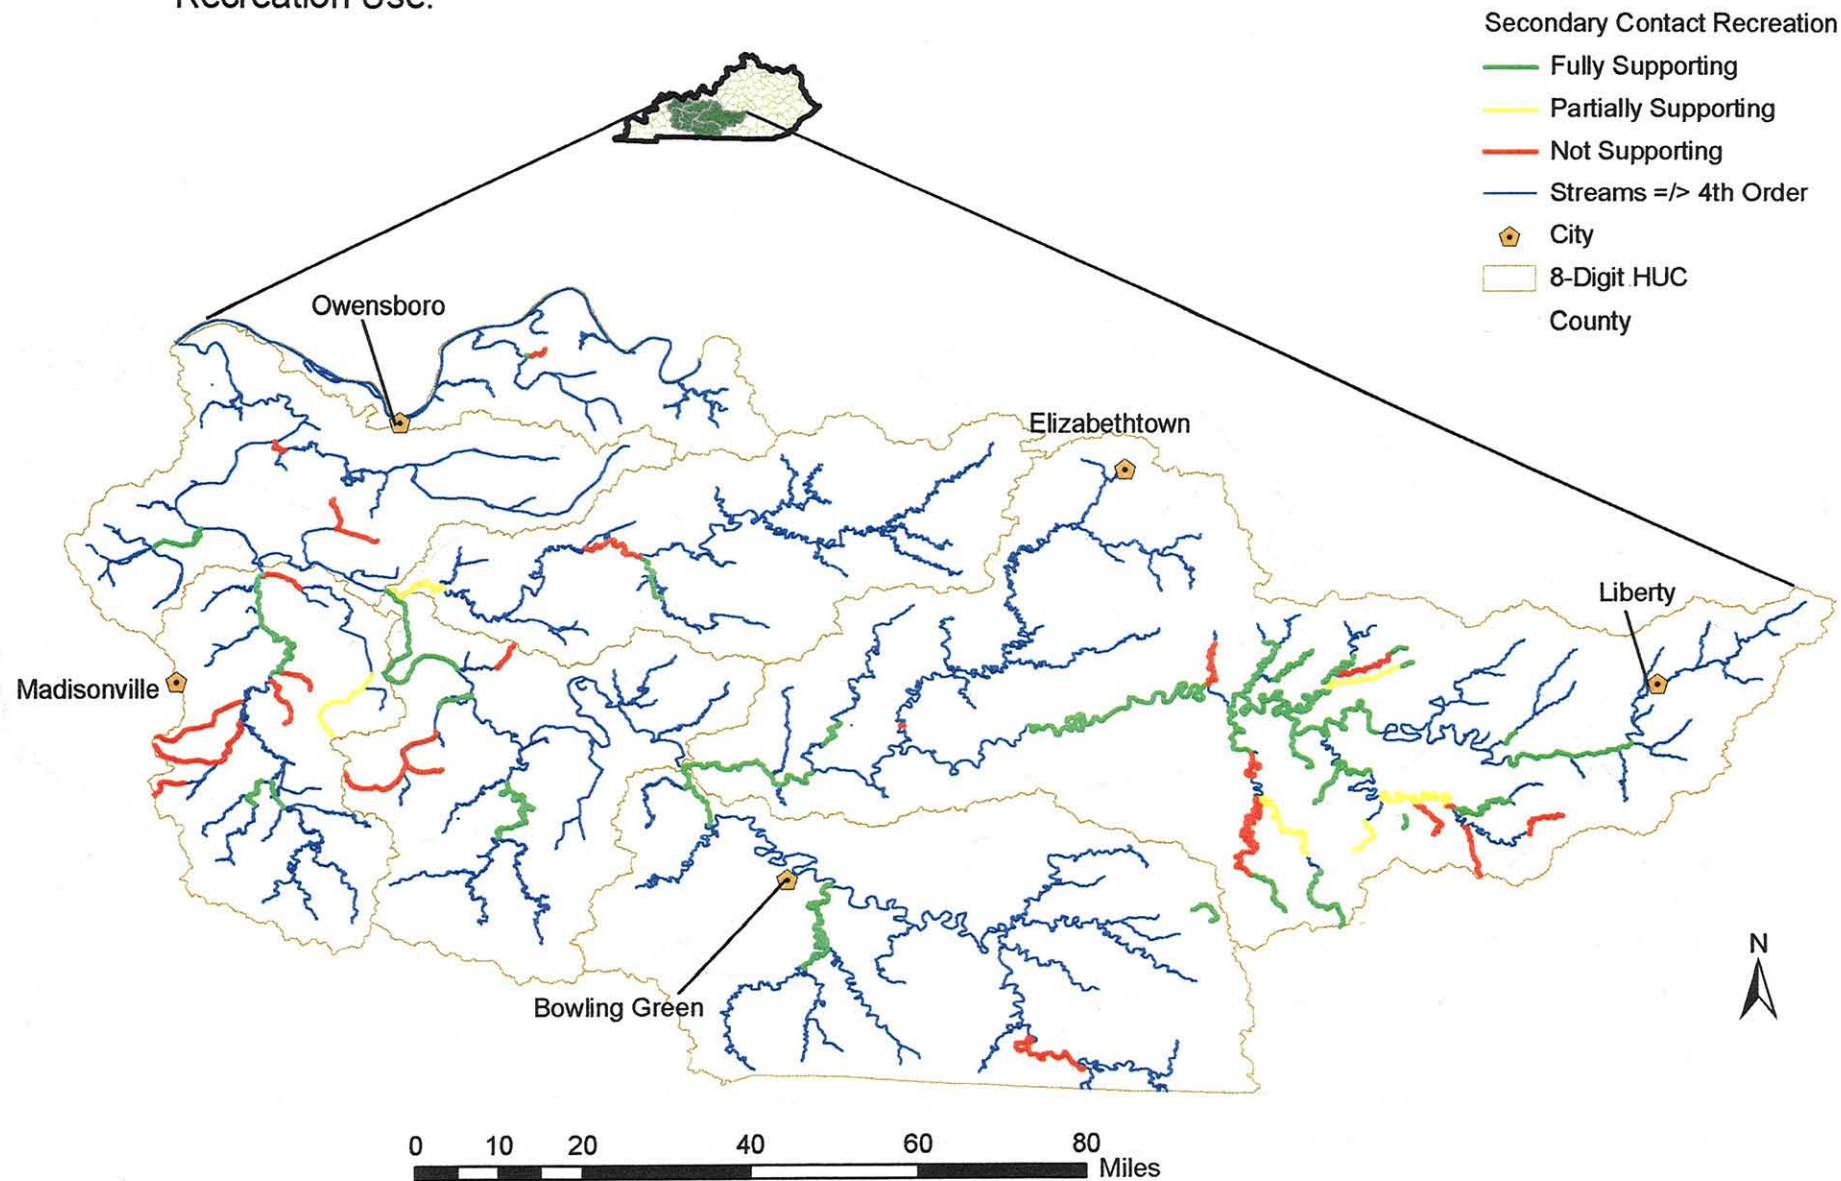 Recreation Use.
Secondary Contact Recreation
Fully Supporting
Partially Supporting
Not Supporting
Streams =/> 4th Order
City
8-Digit HUC
County
Owensboro
Elizabethtown
Liberty
Madisonville
Bowling Green
N
0 10 20 40 60 80
Miles